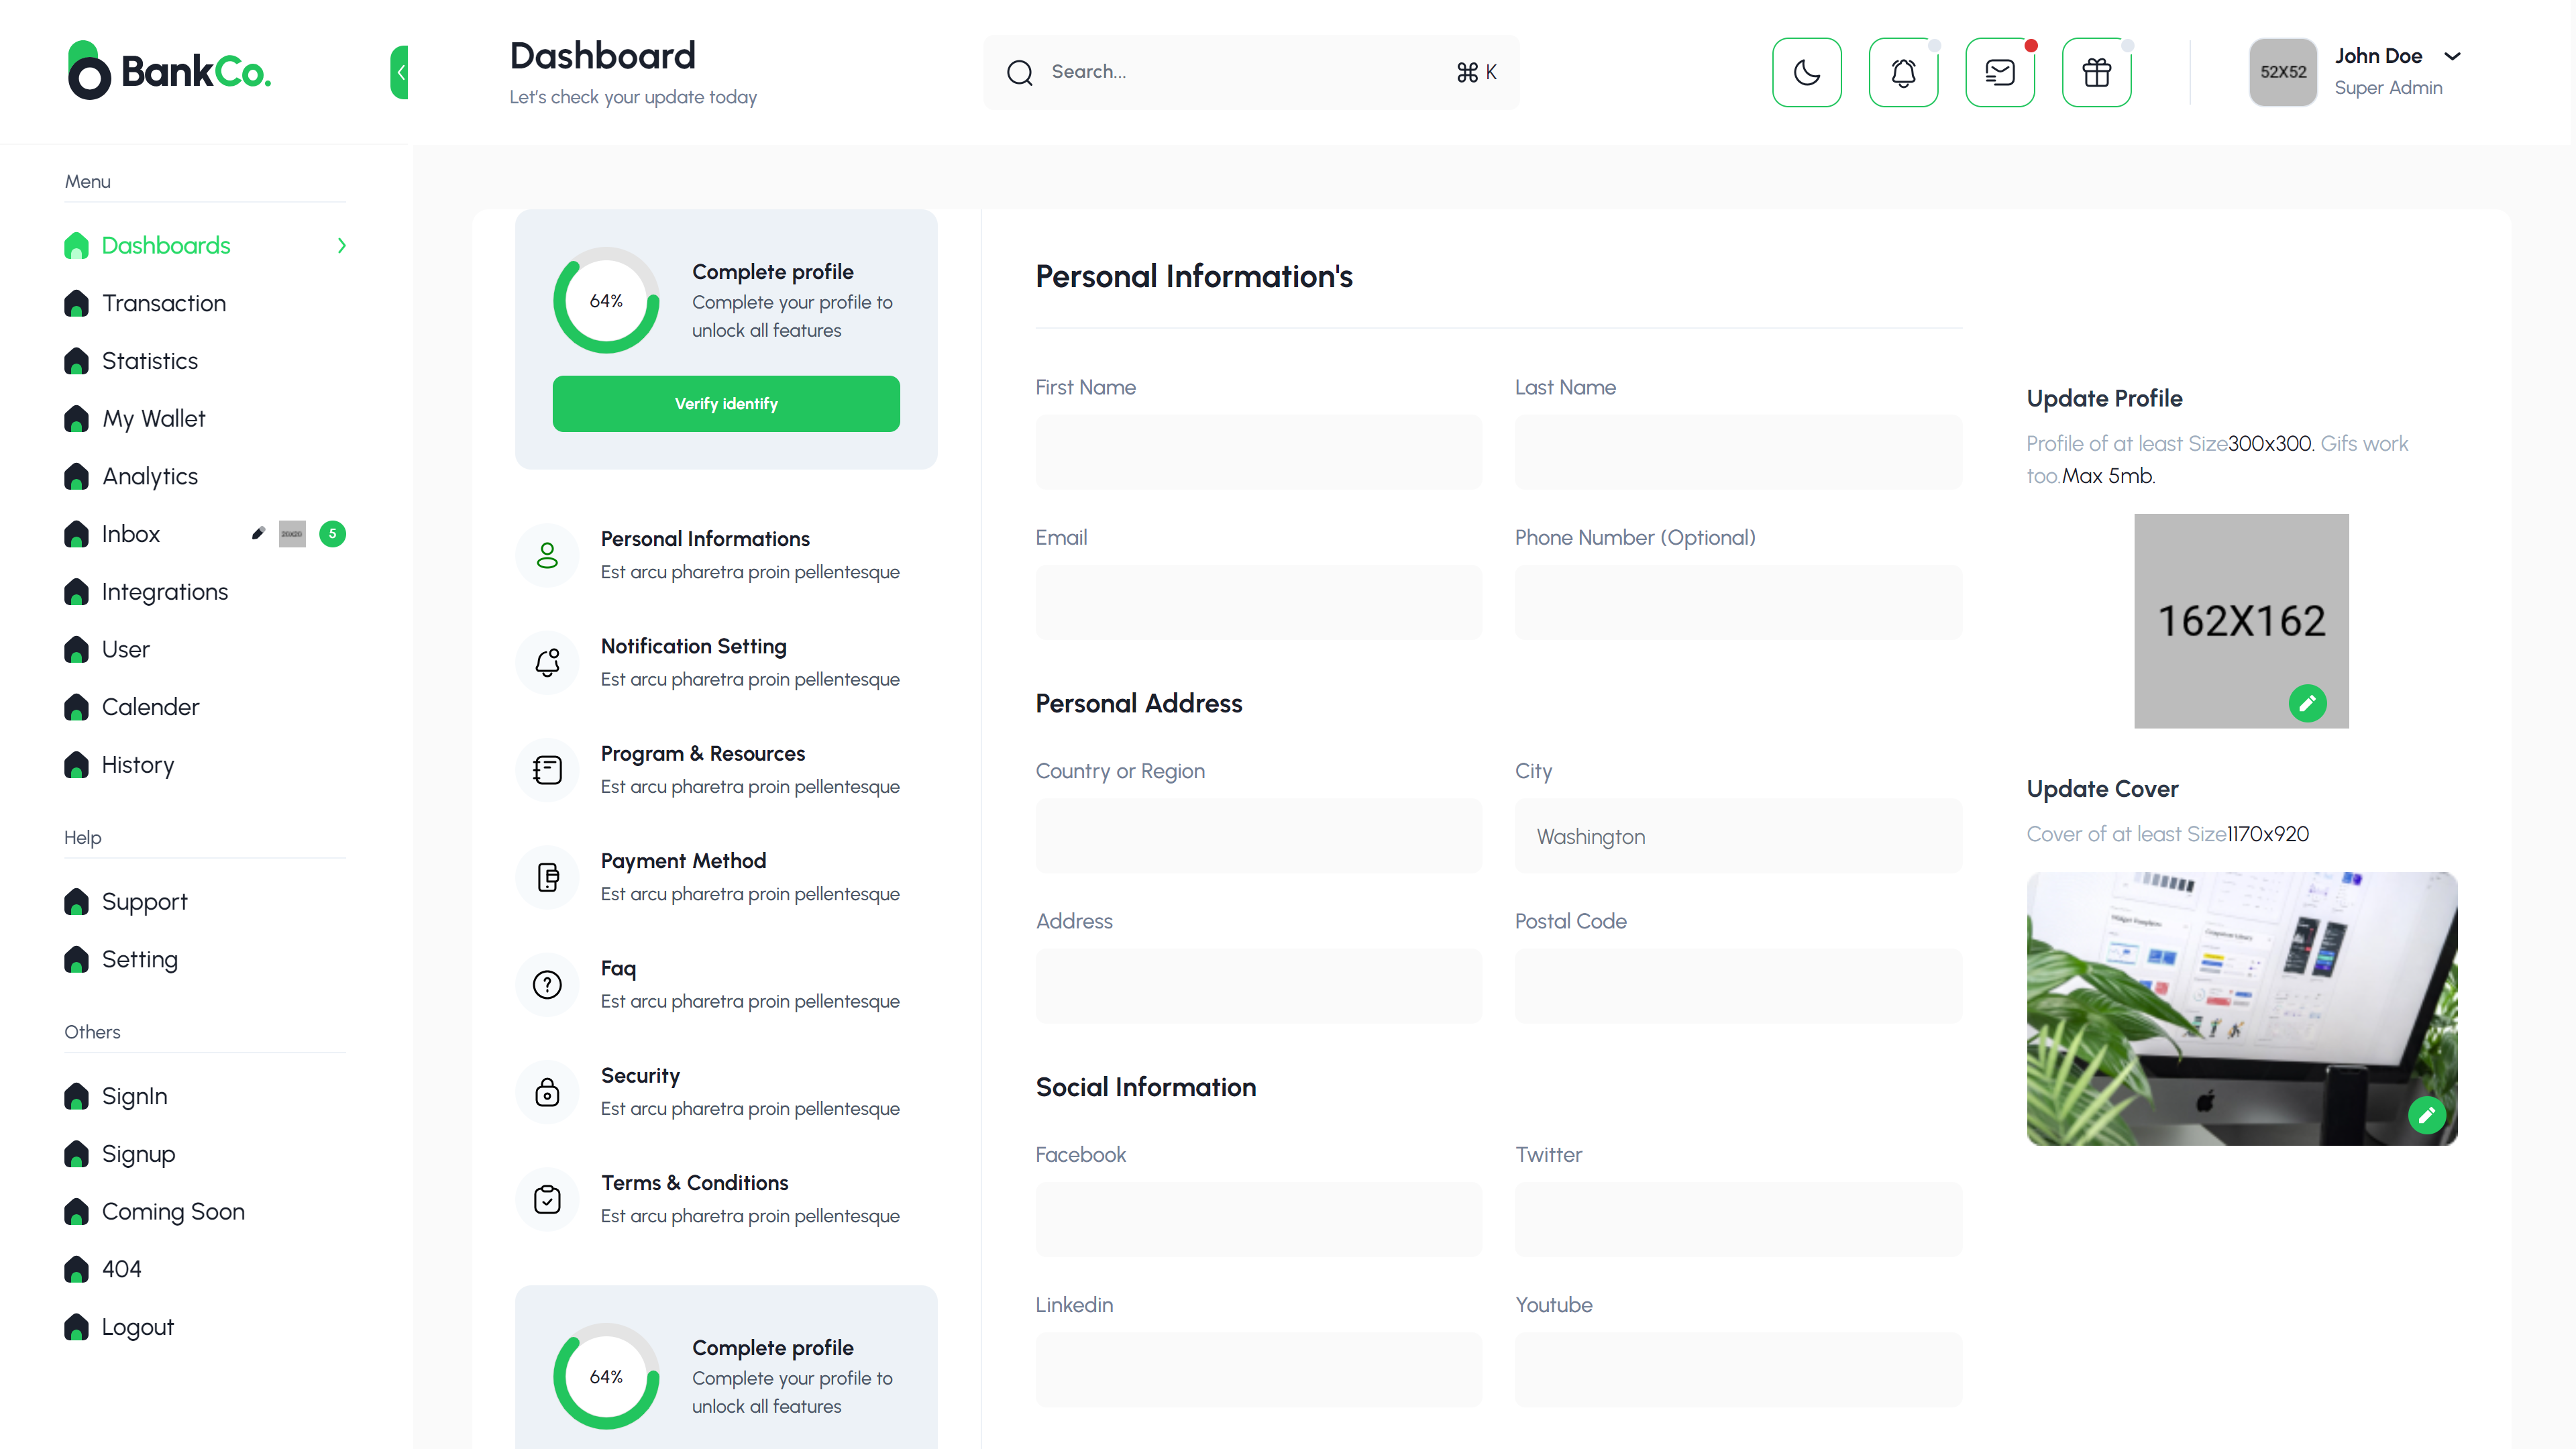 BankCo.
Dashboard
Let's check your update today
Search...
⌘ K
52X52
John Doe
Super Admin
Menu
Dashboards
Transaction
Statistics
My Wallet
Analytics
Inbox
20x20
5
Integrations
User
Calender
History
Help
Support
Setting
Others
SignIn
Signup
Coming Soon
404
Logout
64%
Complete profile
Complete your profile to
unlock all features
Verify identify
Personal Informations
Est arcu pharetra proin pellentesque
Notification Setting
Est arcu pharetra proin pellentesque
Program & Resources
Est arcu pharetra proin pellentesque
Payment Method
Est arcu pharetra proin pellentesque
Faq
Est arcu pharetra proin pellentesque
Security
Est arcu pharetra proin pellentesque
Terms & Conditions
Est arcu pharetra proin pellentesque
64%
Complete profile
Complete your profile to
unlock all features
Personal Information's
First Name
Last Name
Email
Phone Number (Optional)
Personal Address
Country or Region
City
Washington
Address
Postal Code
Social Information
Facebook
Twitter
Linkedin
Youtube
Update Profile
Profile of at least Size300x300. Gifs work
too.Max 5mb.
162X162
Update Cover
Cover of at least Size1170x920